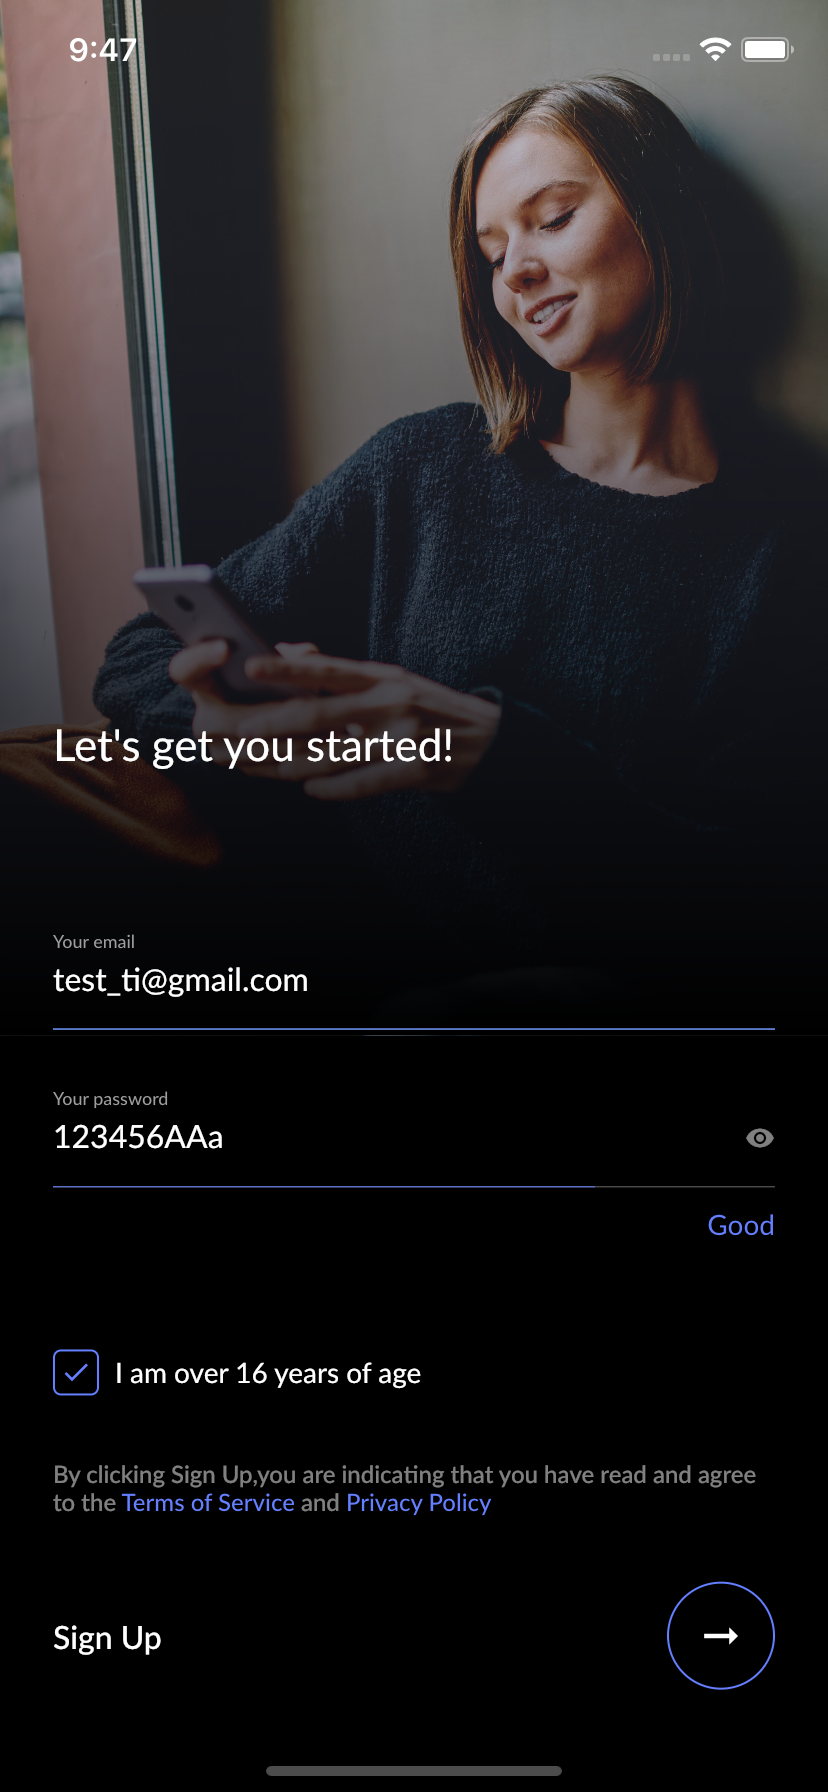 9:47
Let's get you started!
Your email
test_ti@gmail.com
Your password
123456AAa
Good
I am over 16 years of age
By clicking Sign Up,you are indicating that you have read and agree
to the Terms of Service and Privacy Policy
Sign Up